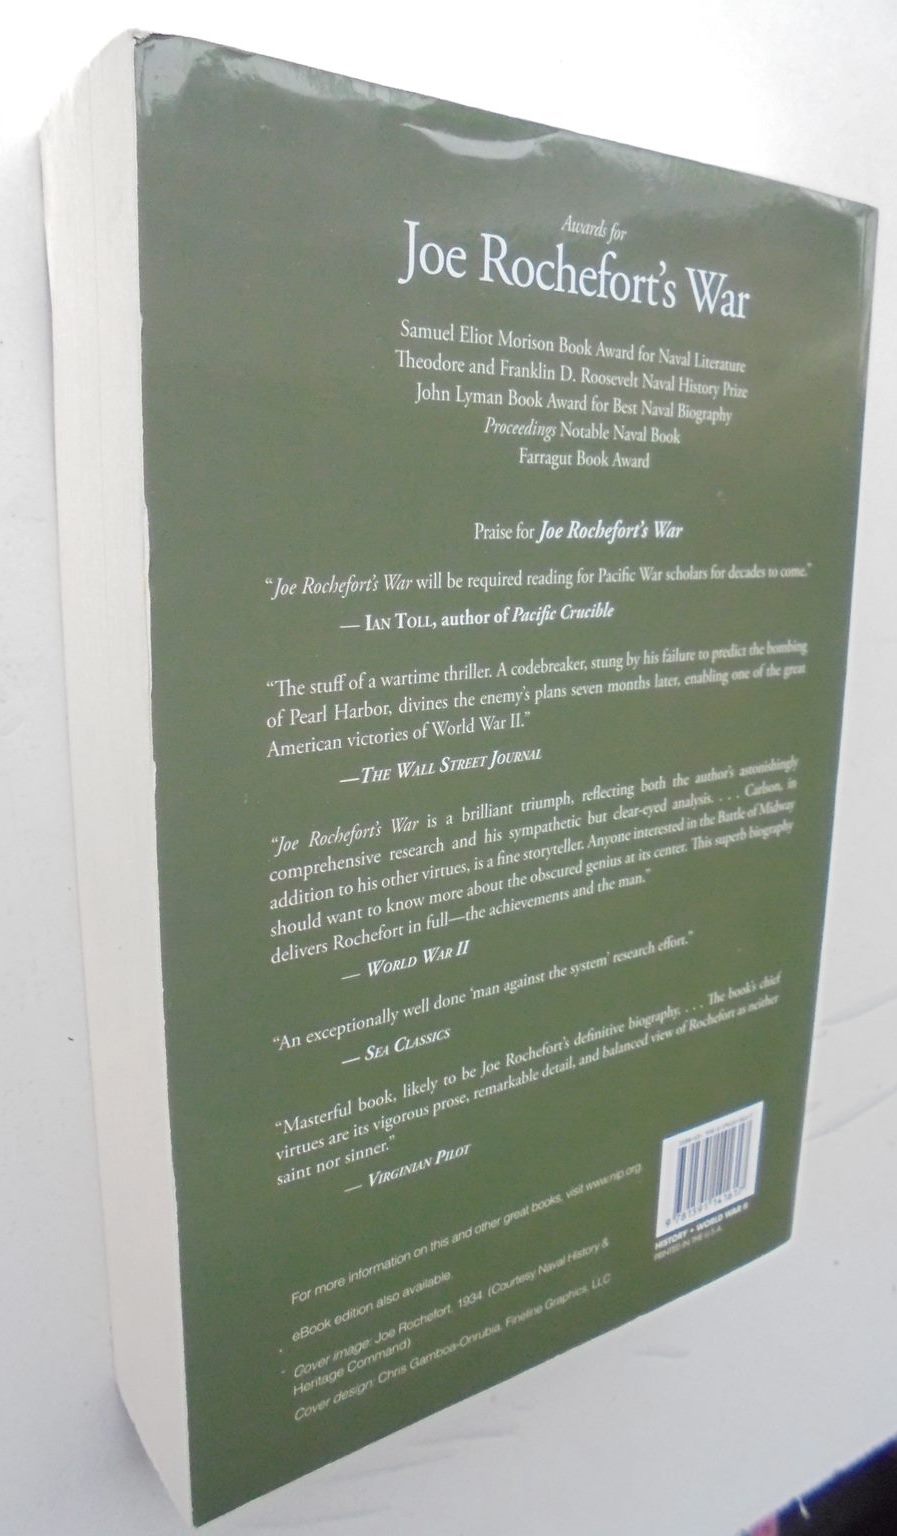 Awards for
Joe Rochefort's War
Samuel Eliot Morison Book Award for Naval Literature
Theodore and Franklin D. Roosevelt Naval History Prize
John Lyman Book Award for Best Naval Biography
Proceedings Notable Naval Book
Farragut Book Award
Praise for Joe Rochefort's War
“Joe Rochefort's War will be required reading for Pacific War scholars for decades to come.”
— IAN TOLL, author of Pacific Crucible
“The stuff of a wartime thriller. A codebreaker, stung by his failure to predict the bombing
of Pearl Harbor, divines the enemy's plans seven months later, enabling one of the great
American victories of World War II.”
—THE WALL STREET JOURNAL
“Joe Rochefort's War is a brilliant triumph, reflecting both the author's astonishingly
comprehensive research and his sympathetic but clear-eyed analysis. . . . Carlson, in
addition to his other virtues, is a fine storyteller. Anyone interested in the Battle of Midway
should want to know more about the obscured genius at its center. This superb biography
delivers Rochefort in full—the achievements and the man.”
— WORLD WAR II
“An exceptionally well done ‘man against the system’ research effort.”
— SEA CLASSICS
“Masterful book, likely to be Joe Rochefort's definitive biography. . . . The book's chief
virtues are its vigorous prose, remarkable detail, and balanced view of Rochefort as neither
saint nor sinner.”
— VIRGINIAN PILOT
For more information on this and other great books, visit www.nip.org.
eBook edition also available.
Cover image: Joe Rochefort, 1934. (Courtesy Naval History &
Heritage Command)
Cover design: Chris Gamboa-Onrubia, Fineline Graphics, LLC
HISTORY • WORLD WAR II
PRINTED IN THE U.S.A.